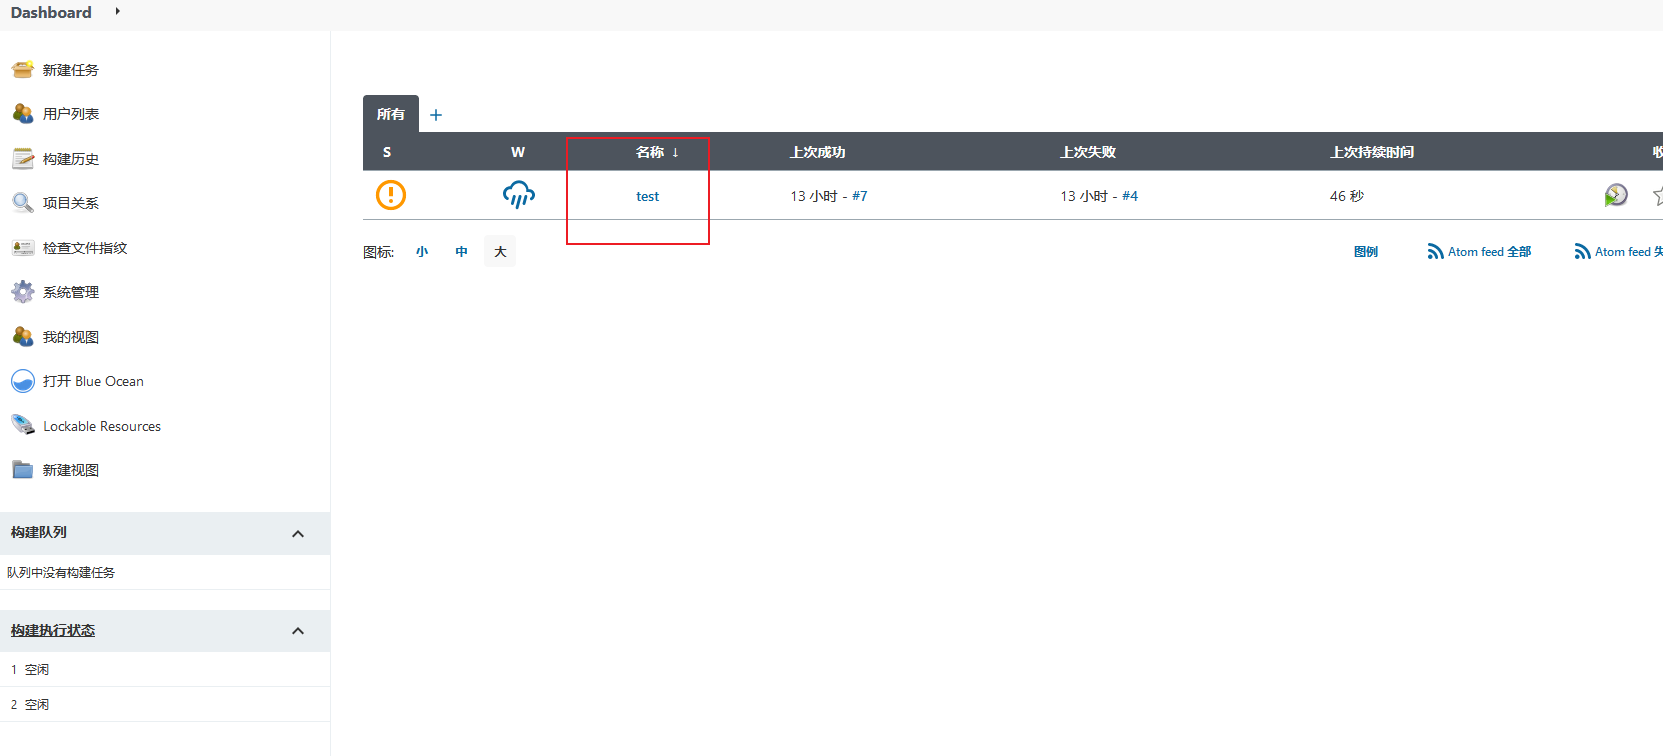 Dashboard
新建任务
用户列表
构建历史
项目关系
检查文件指纹
系统管理
我的视图
打开 Blue Ocean
Lockable Resources
新建视图
构建队列
队列中没有构建任务
构建执行状态
1 空闲
2 空闲
所有 +
S W 名称 ↓ 上次成功 上次失败 上次持续时间 收
test 13 小时 - #7 13 小时 - #4 46 秒
图标: 小 中 大 图例 Atom feed 全部 Atom feed 失